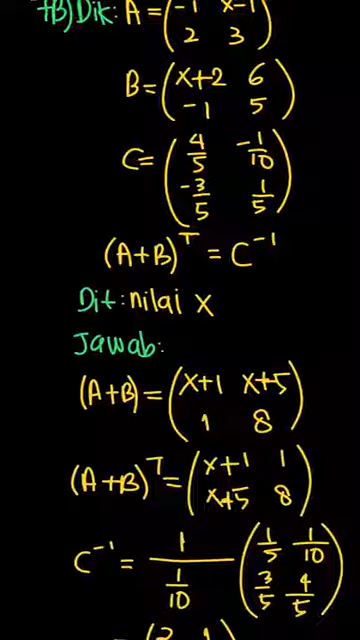 +B) Dik: A = (-1 x-1
2 3)
B = (x+2 6
-1 5)
C = (4/5 -1/10
-3/5 1/5)
(A+B)^T = C^-1
Dit: nilai x
Jawab:
(A+B) = (x+1 x+5
1 8)
(A+B)^T = (x+1 1
x+5 8)
C^-1 = 1/(1/10) (1/5 1/10
3/5 4/5)